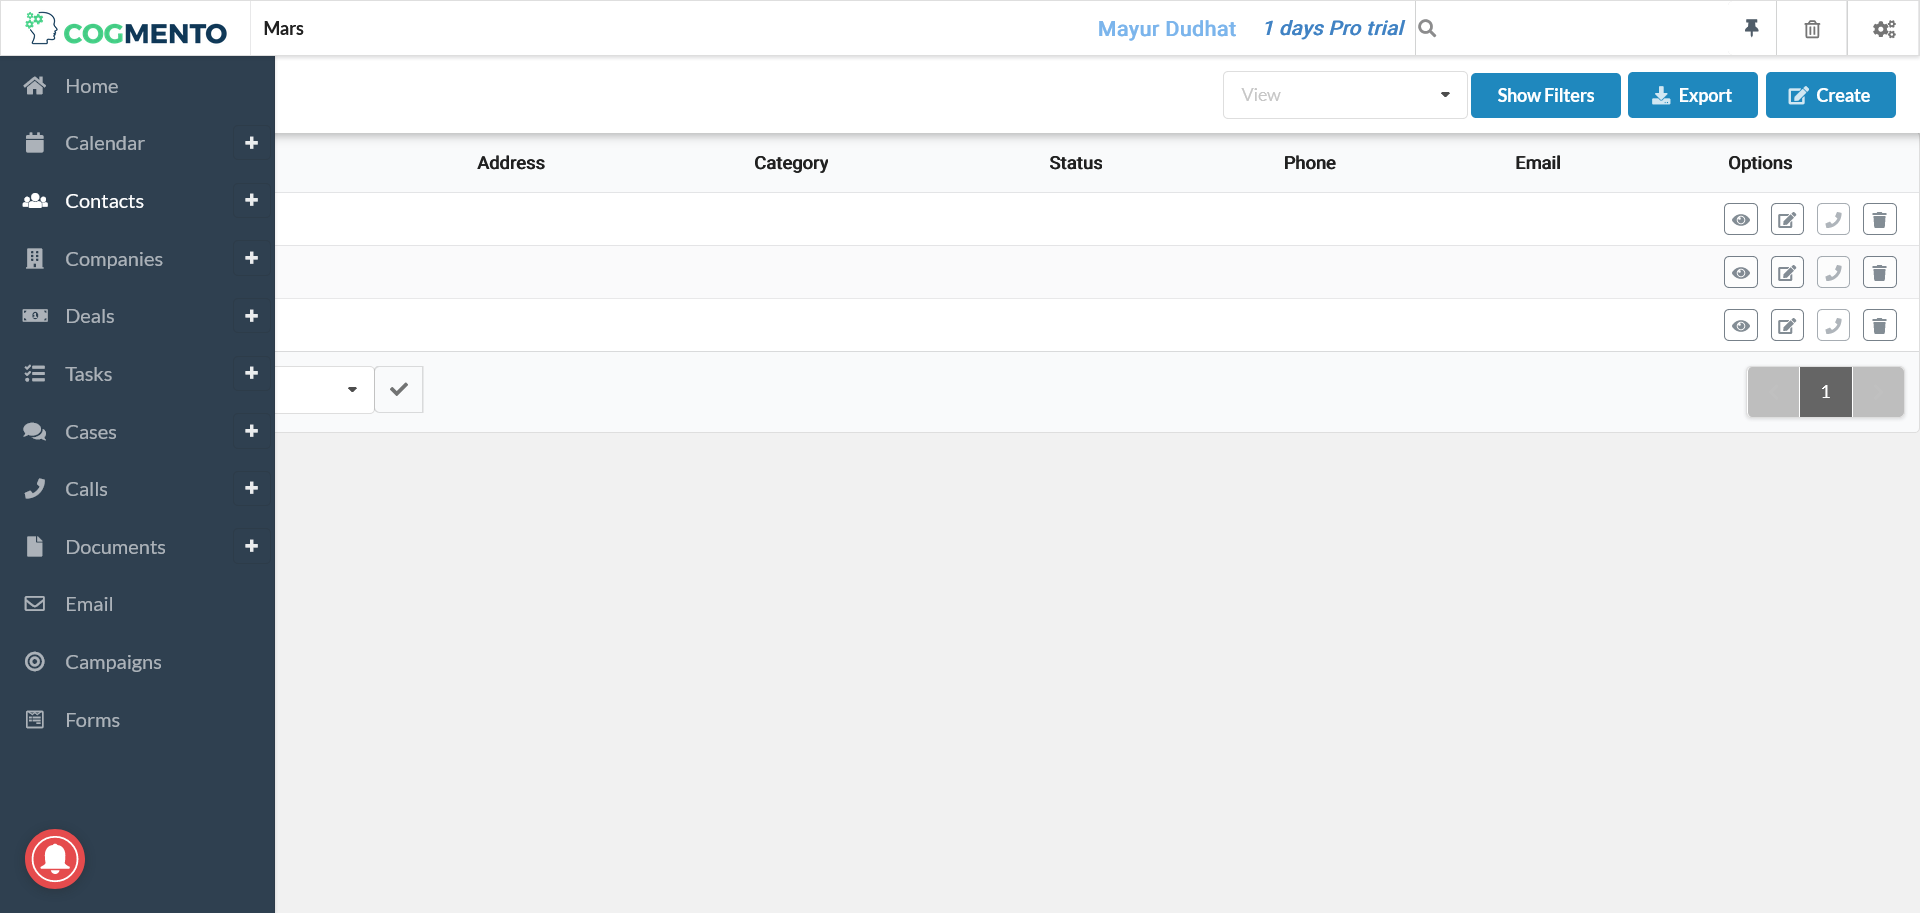 COGMENTO
Mars
Mayur Dudhat
1 days Pro trial
Home
Calendar
Contacts
Companies
Deals
Tasks
Cases
Calls
Documents
Email
Campaigns
Forms
View
Show Filters
Export
Create
Address
Category
Status
Phone
Email
Options
1